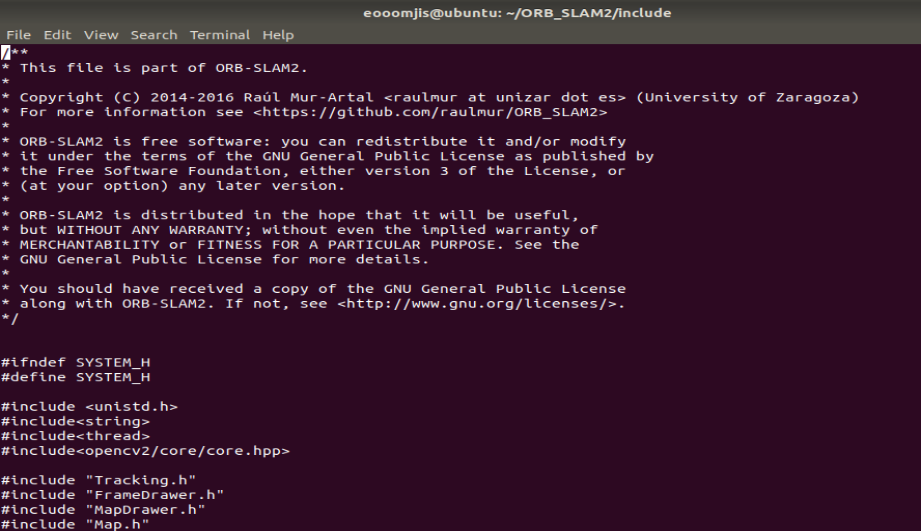 eooomjis@ubuntu: ~/ORB_SLAM2/include
File Edit View Search Terminal Help
/**
* This file is part of ORB-SLAM2.
*
* Copyright (C) 2014-2016 Raúl Mur-Artal <raulmur at unizar dot es> (University of Zaragoza)
* For more information see <https://github.com/raulmur/ORB_SLAM2>
*
* ORB-SLAM2 is free software: you can redistribute it and/or modify
* it under the terms of the GNU General Public License as published by
* the Free Software Foundation, either version 3 of the License, or
* (at your option) any later version.
*
* ORB-SLAM2 is distributed in the hope that it will be useful,
* but WITHOUT ANY WARRANTY; without even the implied warranty of
* MERCHANTABILITY or FITNESS FOR A PARTICULAR PURPOSE. See the
* GNU General Public License for more details.
*
* You should have received a copy of the GNU General Public License
* along with ORB-SLAM2. If not, see <http://www.gnu.org/licenses/>.
*/
#ifndef SYSTEM_H
#define SYSTEM_H
#include <unistd.h>
#include<string>
#include<thread>
#include<opencv2/core/core.hpp>
#include "Tracking.h"
#include "FrameDrawer.h"
#include "MapDrawer.h"
#include "Map.h"